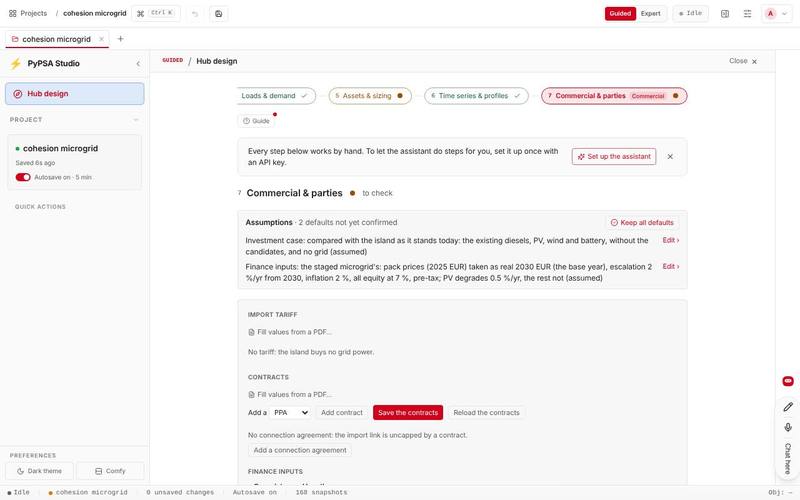 Projects / cohesion microgrid Ctrl K Guided Expert Idle A
cohesion microgrid
PyPSA Studio
GUIDED / Hub design Close
Hub design
Loads & demand 5 Assets & sizing 6 Time series & profiles 7 Commercial & parties Commercial
Guide
PROJECT
cohesion microgrid
Saved 6s ago
Autosave on · 5 min
QUICK ACTIONS
Every step below works by hand. To let the assistant do steps for you, set it up once with
an API key.
Set up the assistant
7 Commercial & parties to check
Assumptions · 2 defaults not yet confirmed Keep all defaults
Investment case: compared with the island as it stands today: the existing diesels, PV, wind and battery, without the Edit ›
candidates, and no grid (assumed)
Finance inputs: the staged microgrid's: pack prices (2025 EUR) taken as real 2030 EUR (the base year), escalation 2 Edit ›
%/yr from 2030, inflation 2 %, all equity at 7 %, pre-tax; PV degrades 0.5 %/yr, the rest not (assumed)
IMPORT TARIFF
Fill values from a PDF...
No tariff: the island buys no grid power.
CONTRACTS
Fill values from a PDF...
Add a PPA Add contract Save the contracts Reload the contracts
No connection agreement: the import link is uncapped by a contract.
Add a connection agreement
FINANCE INPUTS
Chat here
PREFERENCES
Dark theme Comfy
Idle cohesion microgrid 0 unsaved changes Autosave on 168 snapshots Obj: —